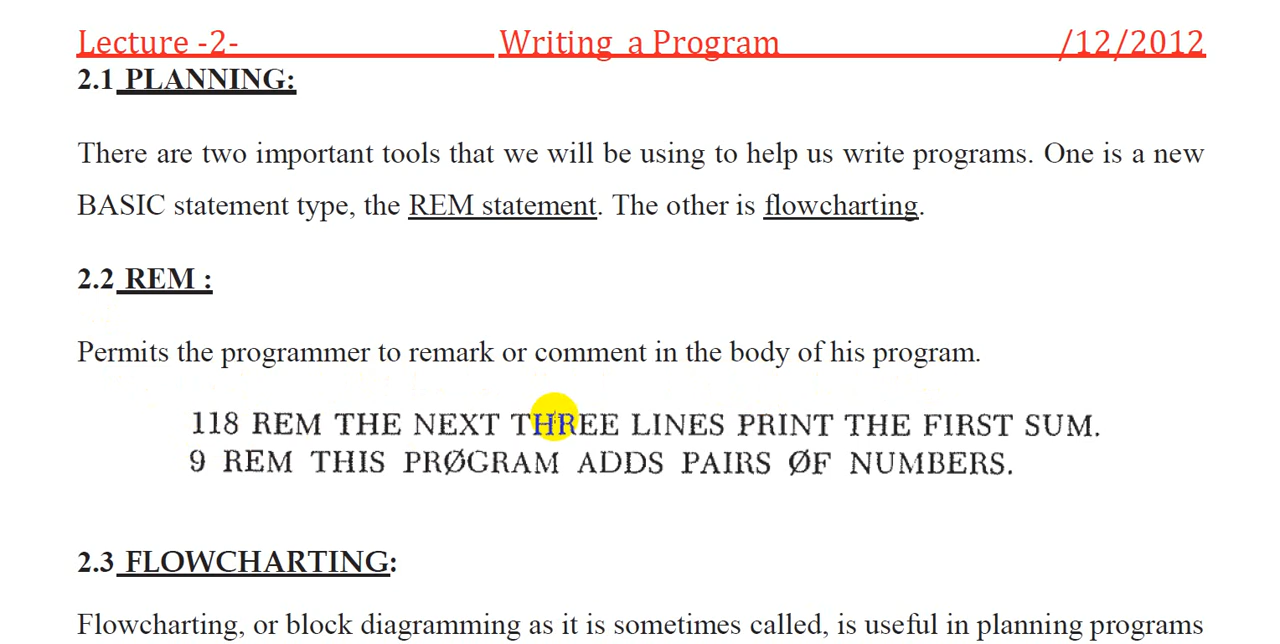 Lecture -2- Writing a Program /12/2012
2.1 PLANNING:
There are two important tools that we will be using to help us write programs. One is a new
BASIC statement type, the REM statement. The other is flowcharting.
2.2 REM :
Permits the programmer to remark or comment in the body of his program.
118 REM THE NEXT THREE LINES PRINT THE FIRST SUM.
9 REM THIS PRØGRAM ADDS PAIRS ØF NUMBERS.
2.3 FLOWCHARTING:
Flowcharting, or block diagramming as it is sometimes called, is useful in planning programs